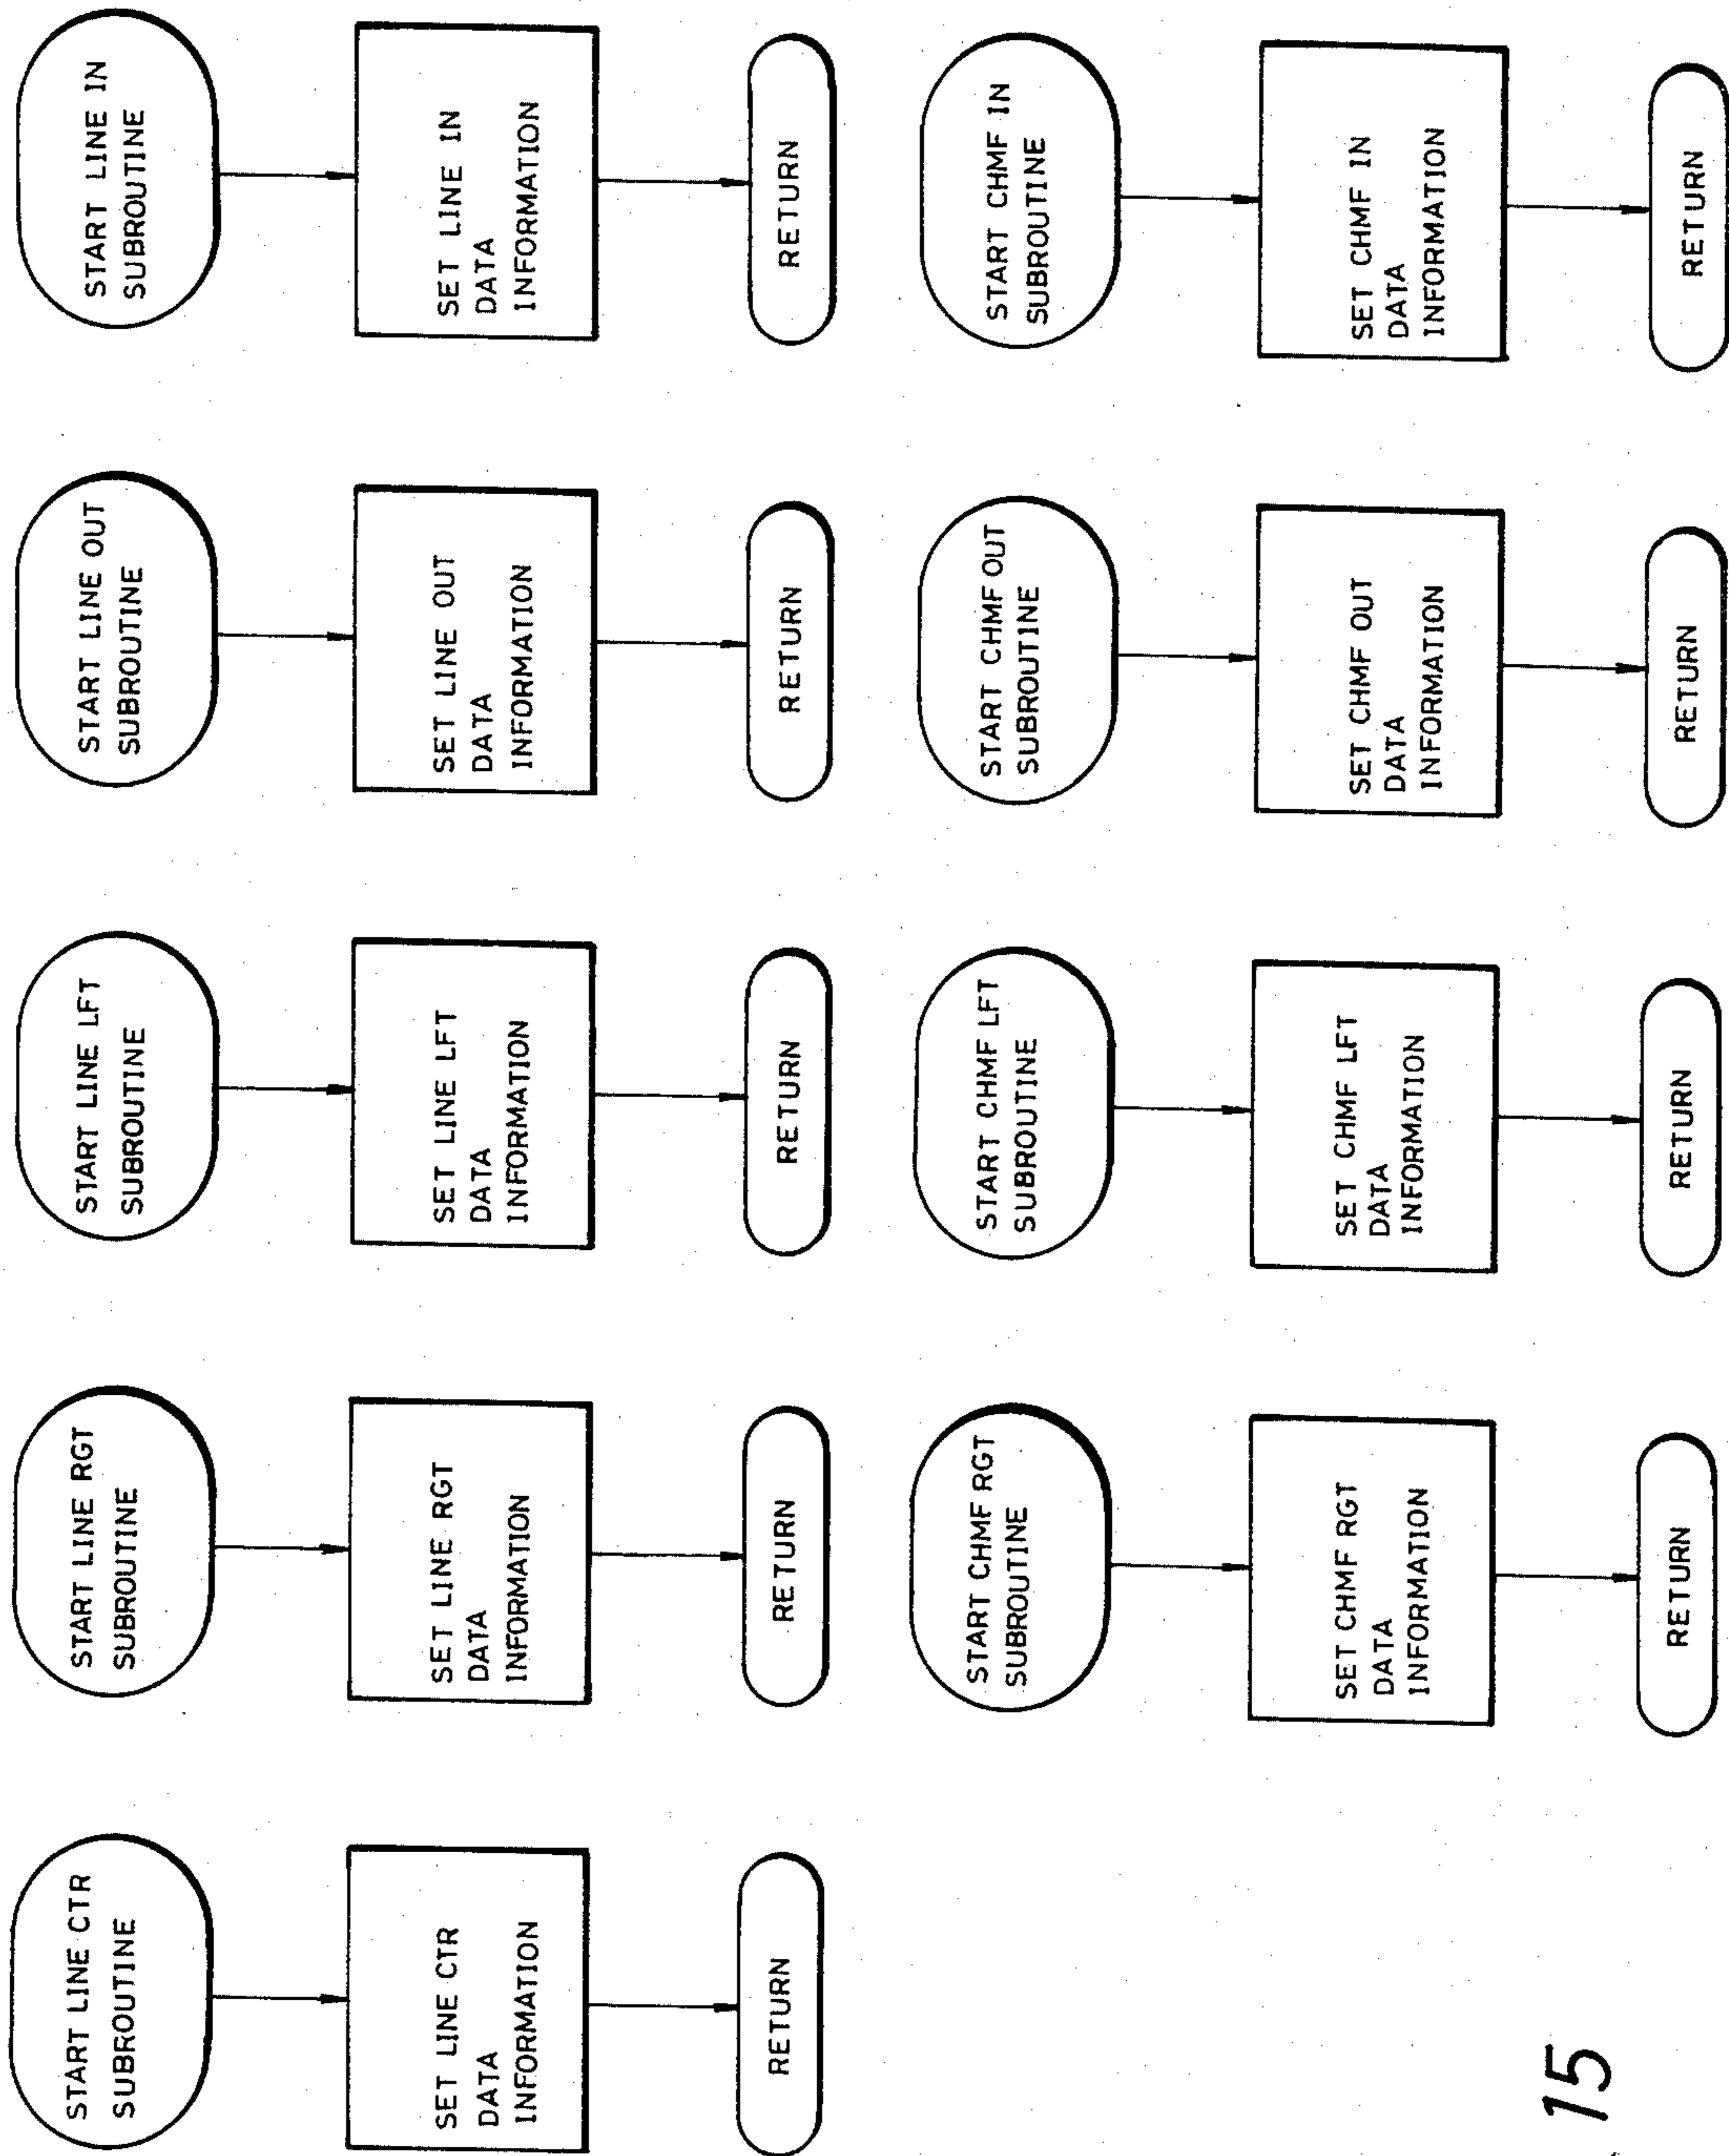 START LINE CTR
SUBROUTINE
SET LINE CTR
DATA
INFORMATION
RETURN
START LINE RGT
SUBROUTINE
SET LINE RGT
DATA
INFORMATION
RETURN
START LINE LFT
SUBROUTINE
SET LINE LFT
DATA
INFORMATION
RETURN
START LINE OUT
SUBROUTINE
SET LINE OUT
DATA
INFORMATION
RETURN
START LINE IN
SUBROUTINE
SET LINE IN
DATA
INFORMATION
RETURN
START CHMF RGT
SUBROUTINE
SET CHMF RGT
DATA
INFORMATION
RETURN
START CHMF LFT
SUBROUTINE
SET CHMF LFT
DATA
INFORMATION
RETURN
START CHMF OUT
SUBROUTINE
SET CHMF OUT
DATA
INFORMATION
RETURN
START CHMF IN
SUBROUTINE
SET CHMF IN
DATA
INFORMATION
RETURN
15